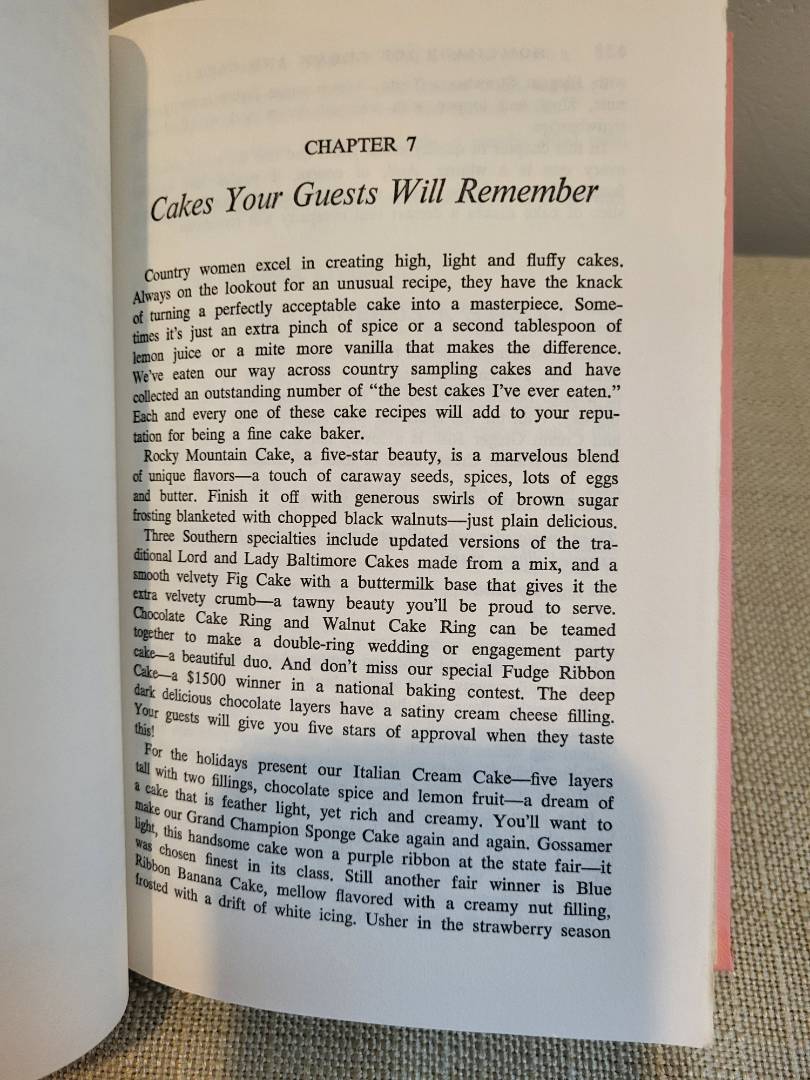 CHAPTER 7
Cakes Your Guests Will Remember
Country women excel in creating high, light and fluffy cakes.
Always on the lookout for an unusual recipe, they have the knack
of turning a perfectly acceptable cake into a masterpiece. Some-
times it's just an extra pinch of spice or a second tablespoon of
lemon juice or a mite more vanilla that makes the difference.
We've eaten our way across country sampling cakes and have
collected an outstanding number of “the best cakes I've ever eaten.”
Each and every one of these cake recipes will add to your repu-
tation for being a fine cake baker.
Rocky Mountain Cake, a five-star beauty, is a marvelous blend
of unique flavors—a touch of caraway seeds, spices, lots of eggs
and butter. Finish it off with generous swirls of brown sugar
frosting blanketed with chopped black walnuts—just plain delicious.
Three Southern specialties include updated versions of the tra-
ditional Lord and Lady Baltimore Cakes made from a mix, and a
smooth velvety Fig Cake with a buttermilk base that gives it the
extra velvety crumb—a tawny beauty you'll be proud to serve.
Chocolate Cake Ring and Walnut Cake Ring can be teamed
together to make a double-ring wedding or engagement party
cake—a beautiful duo. And don't miss our special Fudge Ribbon
Cake—a $1500 winner in a national baking contest. The deep
dark delicious chocolate layers have a satiny cream cheese filling.
Your guests will give you five stars of approval when they taste
this!
For the holidays present our Italian Cream Cake—five layers
tall with two fillings, chocolate spice and lemon fruit—a dream of
a cake that is feather light, yet rich and creamy. You'll want to
make our Grand Champion Sponge Cake again and again. Gossamer
light, this handsome cake won a purple ribbon at the state fair—it
was chosen finest in its class. Still another fair winner is Blue
Ribbon Banana Cake, mellow flavored with a creamy nut filling,
frosted with a drift of white icing. Usher in the strawberry season